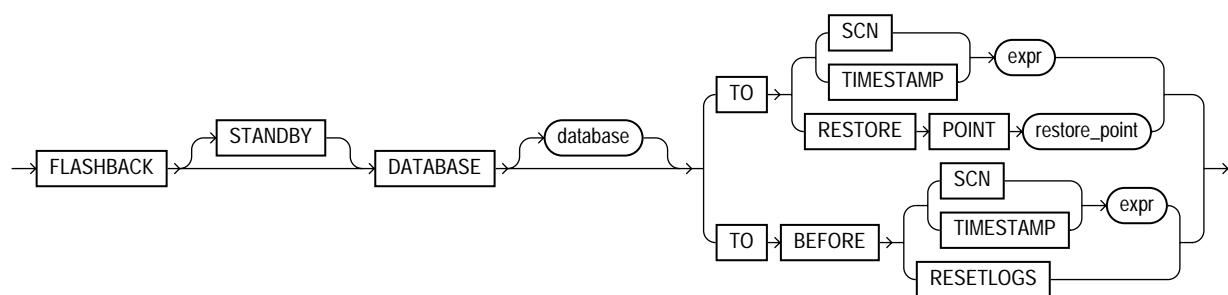 SCN
expr
TIMESTAMP
TO
STANDBY
database
RESTORE POINT restore_point
FLASHBACK
DATABASE
SCN
expr
TO BEFORE
TIMESTAMP
RESETLOGS